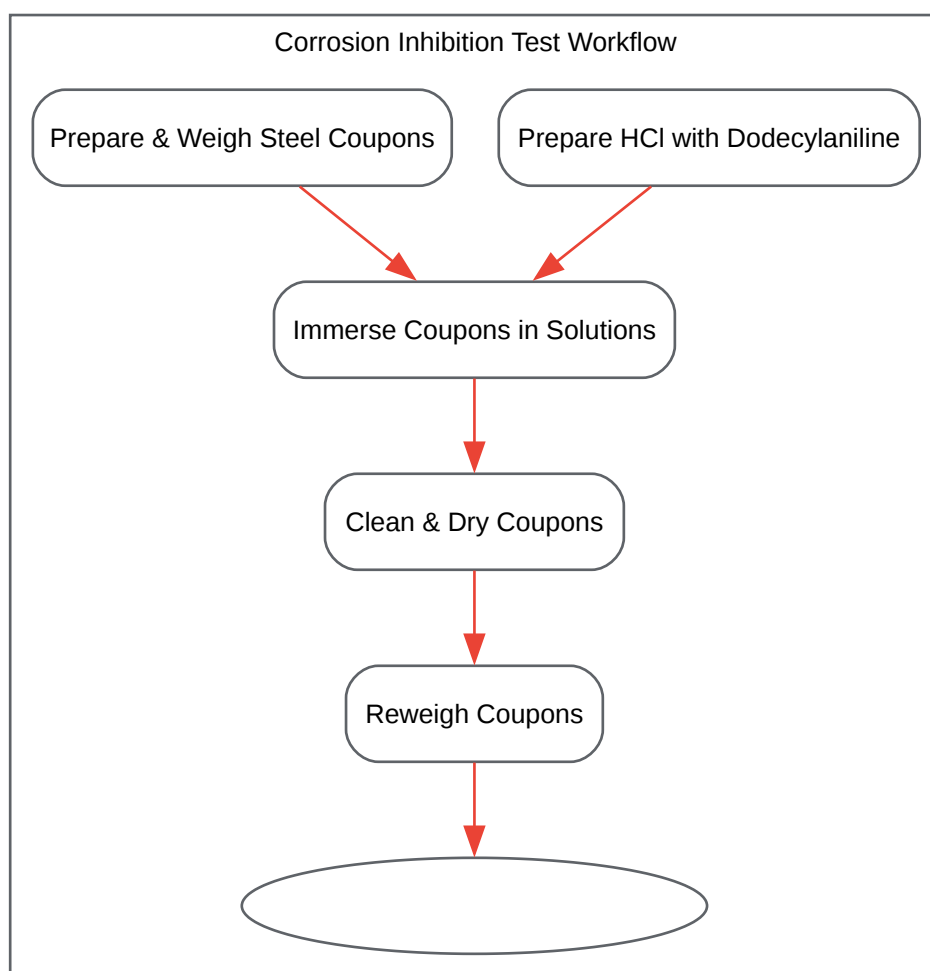 Corrosion Inhibition Test Workflow
Prepare & Weigh Steel Coupons
Prepare HCl with Dodecylaniline
Immerse Coupons in Solutions
Clean & Dry Coupons
Reweigh Coupons